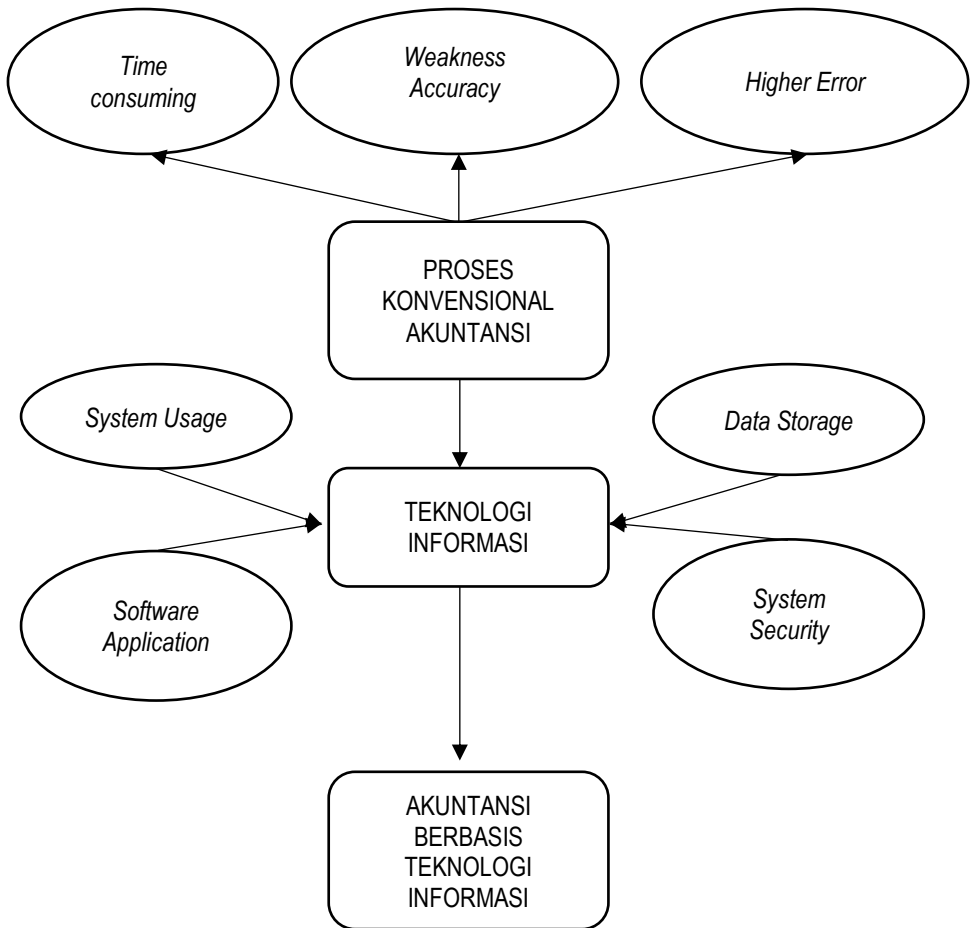 Time
consuming
Weakness
Accuracy
Higher Error
PROSES
KONVENSIONAL
AKUNTANSI
System Usage
Data Storage
TEKNOLOGI
INFORMASI
Software
Application
System
Security
AKUNTANSI
BERBASIS
TEKNOLOGI
INFORMASI